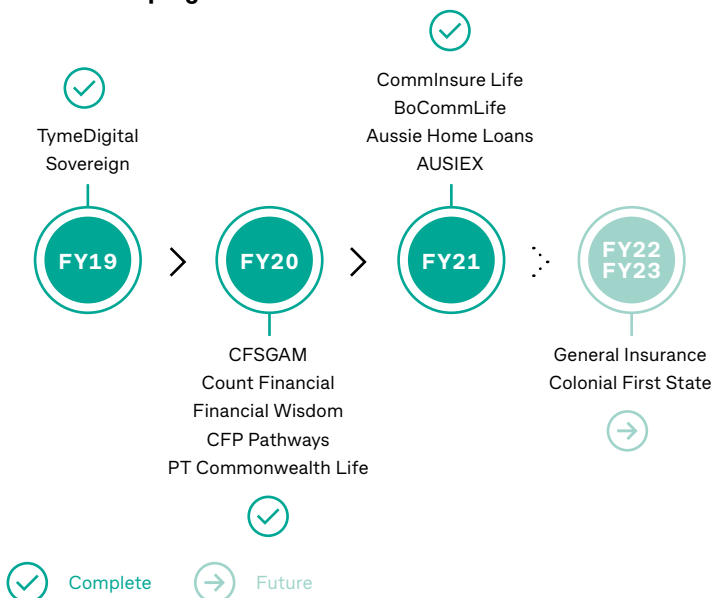 TymeDigital
Sovereign
FY19
CFSGAM
Count Financial
Financial Wisdom
CFP Pathways
PT Commonwealth Life
FY20
CommInsure Life
BoCommLife
Aussie Home Loans
AUSIEX
FY21
FY22
FY23
General Insurance
Colonial First State
Complete
Future